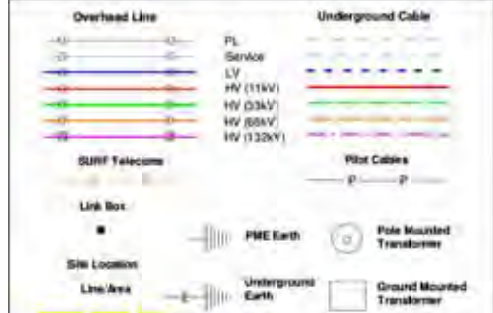 Overhead Line Underground Cable
PL
Service
LV
HV (11kV)
HV (33kV)
HV (66kV)
HV (132kV)
SURF Telecoms Pilot Cables
P P
Link Box
PME Earth Pole Mounted
Transformer
Site Location
Line/Area Underground
Earth Ground Mounted
Transformer